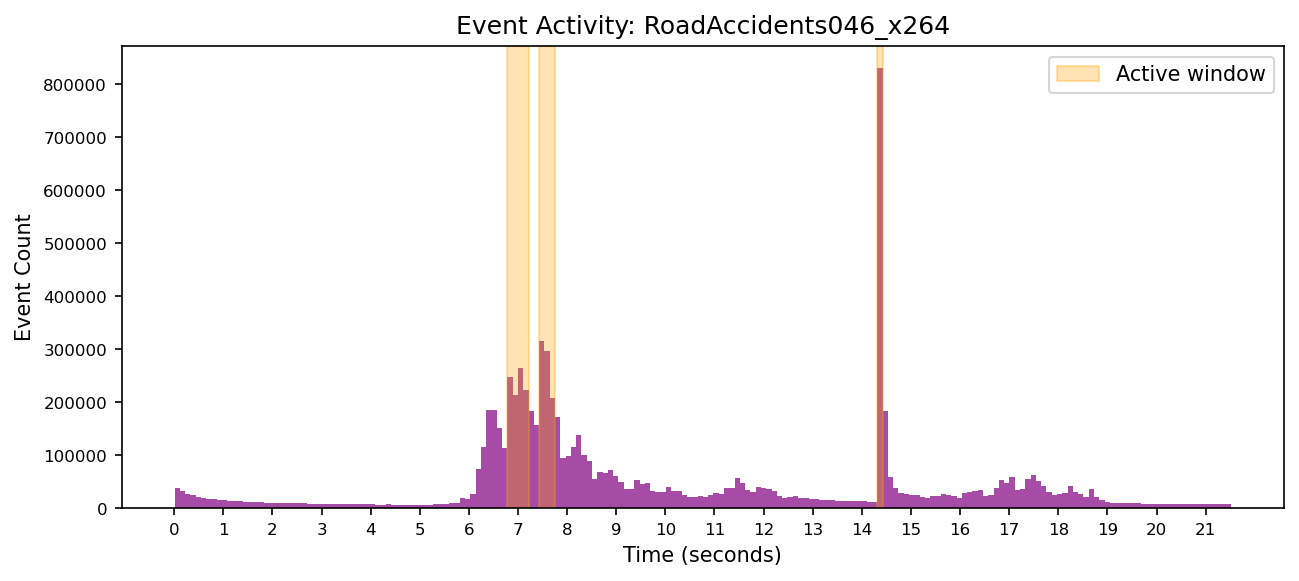 Event Activity: RoadAccidents046_x264
Active window
Event Count
800000
700000
600000
500000
400000
300000
200000
100000
0
0 1 2 3 4 5 6 7 8 9 10 11 12 13 14 15 16 17 18 19 20 21
Time (seconds)